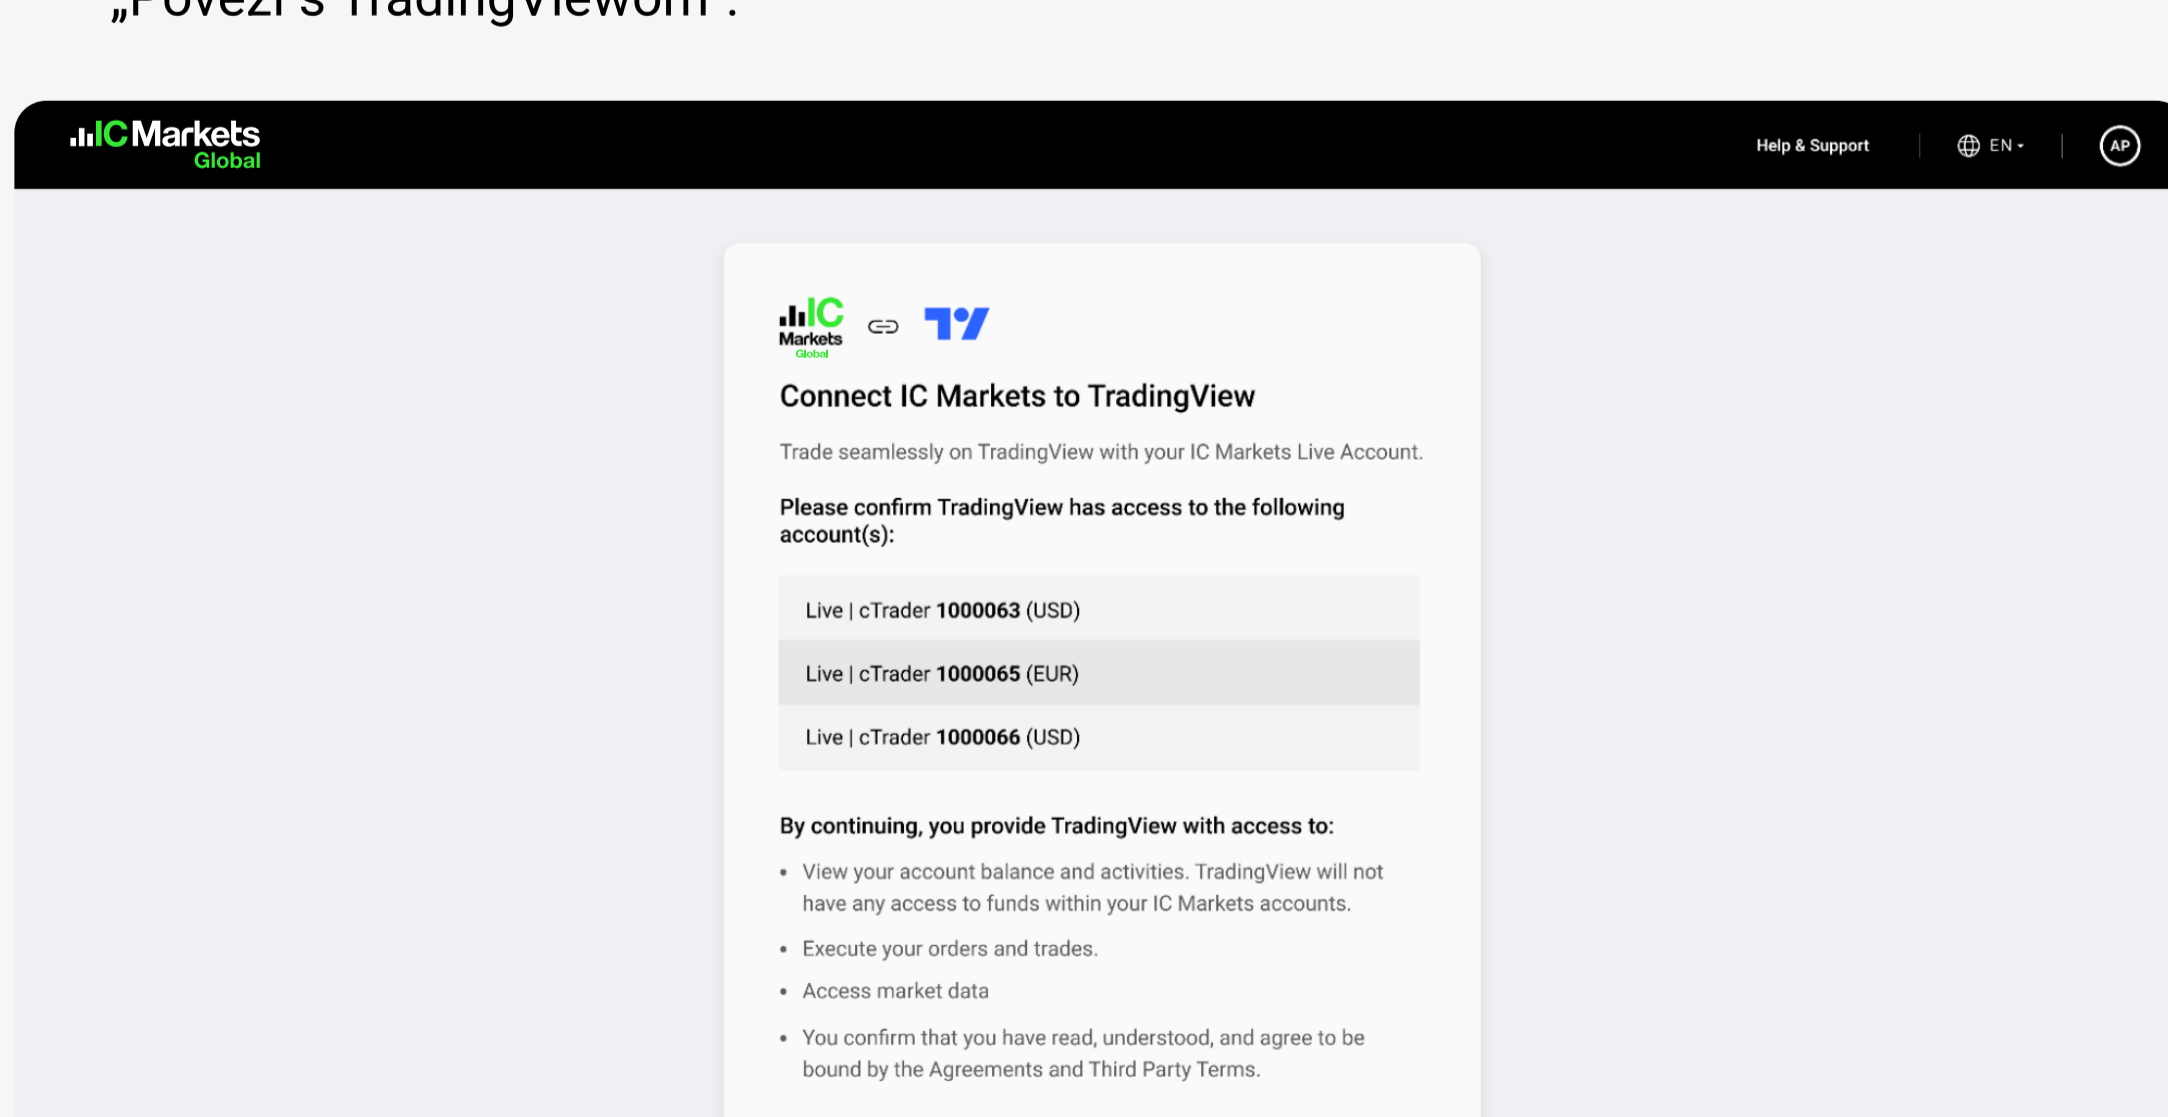 „Poveži s TradingViewom“.
IC Markets
Global
Help & Support
EN
AP
IC
Markets
Global
Connect IC Markets to TradingView
Trade seamlessly on TradingView with your IC Markets Live Account.
Please confirm TradingView has access to the following
account(s):
Live | cTrader 1000063 (USD)
Live | cTrader 1000065 (EUR)
Live | cTrader 1000066 (USD)
By continuing, you provide TradingView with access to:
• View your account balance and activities. TradingView will not
have any access to funds within your IC Markets accounts.
• Execute your orders and trades.
• Access market data
• You confirm that you have read, understood, and agree to be
bound by the Agreements and Third Party Terms.